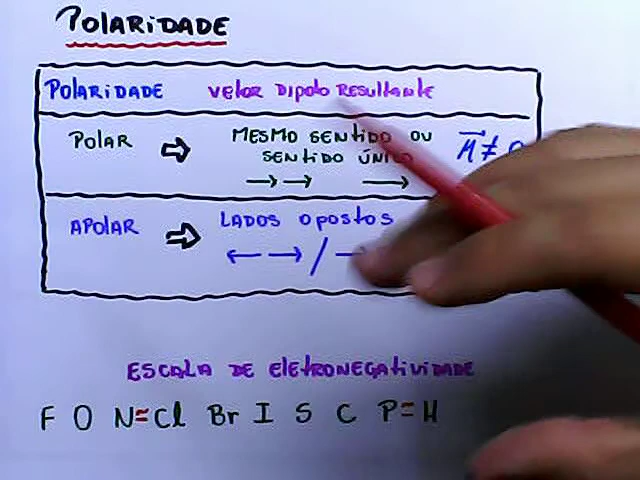 POLARIDADE
POLARIDADE VETOR DIPOLO RESULTANTE
POLAR ⇒ MESMO SENTIDO OU
SENTIDO ÚNICO
→ → →
μ⃗ ≠ 0
APOLAR ⇒ LADOS OPOSTOS
← → / →
ESCALA DE ELETRONEGATIVIDADE
F O N=Cl Br I S C P=H